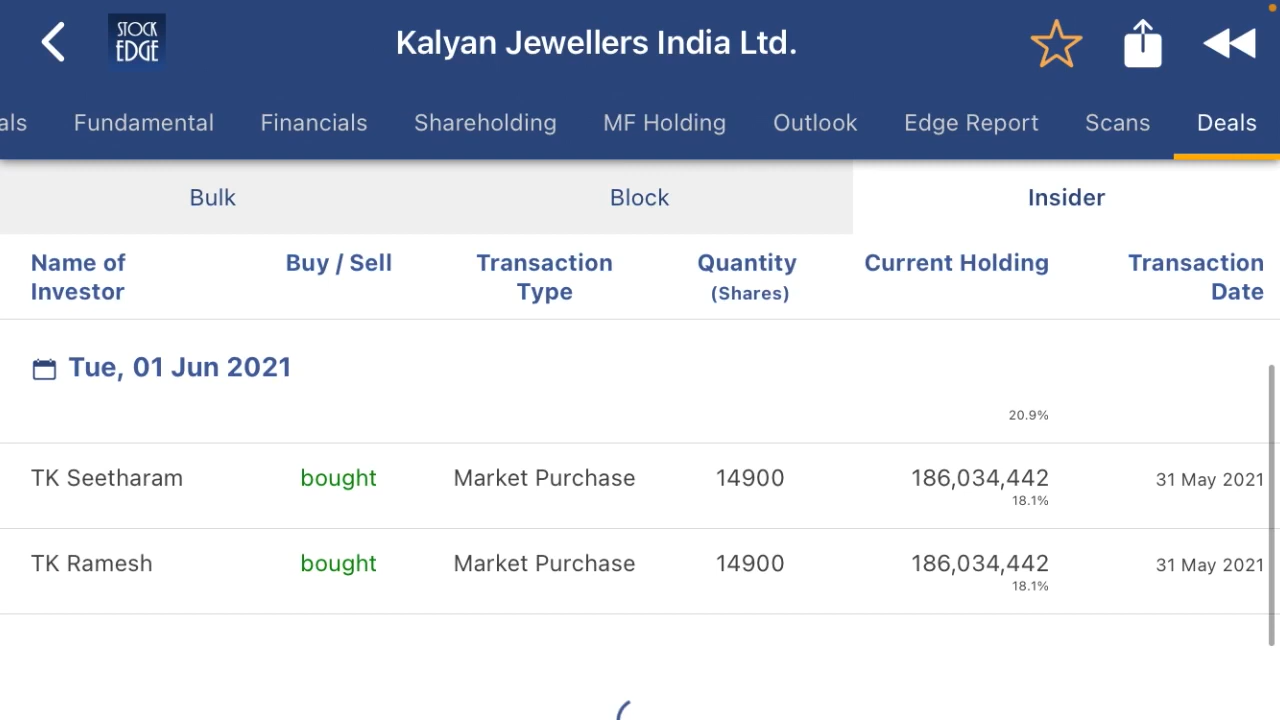 STOCK
EDGE
Kalyan Jewellers India Ltd.
als Fundamental Financials Shareholding MF Holding Outlook Edge Report Scans Deals
Bulk Block Insider
Name of Investor Buy / Sell Transaction Type Quantity (Shares) Current Holding Transaction Date
Tue, 01 Jun 2021
20.9%
TK Seetharam bought Market Purchase 14900 186,034,442 31 May 2021
18.1%
TK Ramesh bought Market Purchase 14900 186,034,442 31 May 2021
18.1%